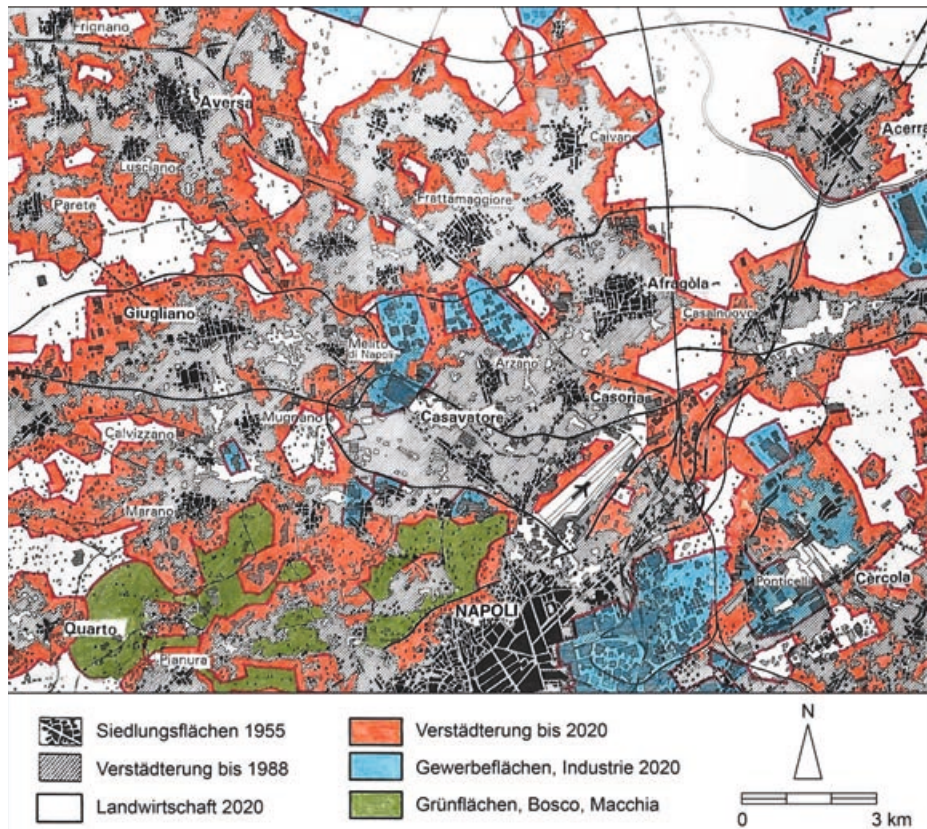 Frignano
Aversa
Acerra
Caivano
Lusciano
Parete
Frattamaggiore
Afragòla
Giugliano
Casalnuovo
Melito
di Napoli
Arzano
Casoria
Casavatore
Mugnano
Calvizzano
Marano
Ponticelli
Cèrcola
NAPOLI
Quarto
Pianura
Siedlungsflächen 1955
Verstädterung bis 1988
Landwirtschaft 2020
Verstädterung bis 2020
Gewerbeflächen, Industrie 2020
Grünflächen, Bosco, Macchia
N
0 3 km